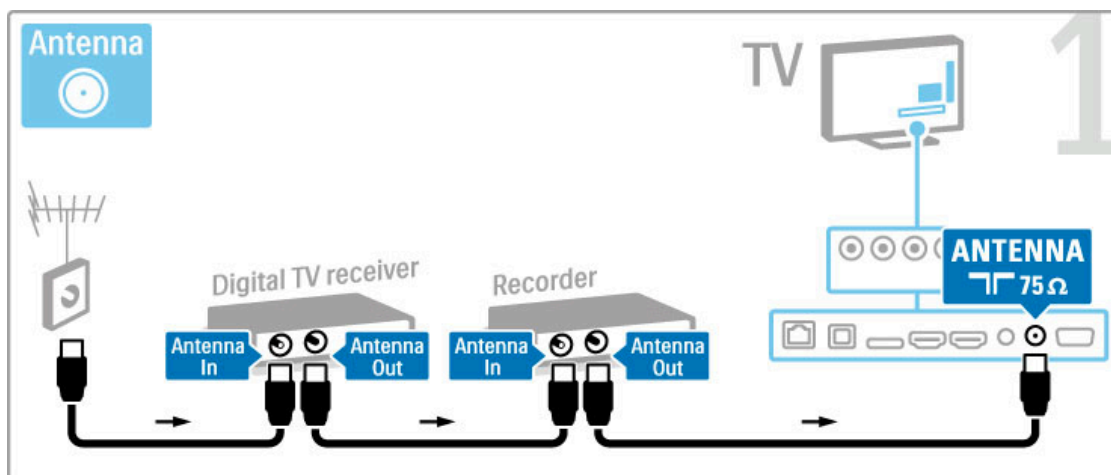 Antenna
TV
1
ANTENNA
75 Ω
Digital TV receiver
Recorder
Antenna
In
Antenna
Out
Antenna
In
Antenna
Out